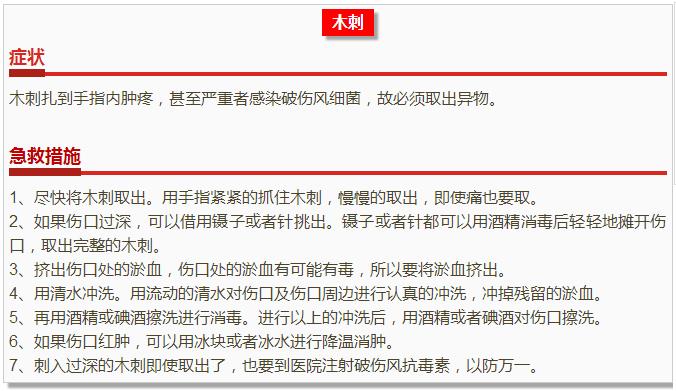 木刺
症状
木刺扎到手指内肿疼，甚至严重者感染破伤风细菌，故必须取出异物。
急救措施
1、尽快将木刺取出。用手指紧紧的抓住木刺，慢慢的取出，即使痛也要取。
2、如果伤口过深，可以借用镊子或者针挑出。镊子或者针都可以用酒精消毒后轻轻地摊开伤
口，取出完整的木刺。
3、挤出伤口处的淤血，伤口处的淤血有可能有毒，所以要将淤血挤出。
4、用清水冲洗。用流动的清水对伤口及伤口周边进行认真的冲洗，冲掉残留的淤血。
5、再用酒精或碘酒擦洗进行消毒。进行以上的冲洗后，用酒精或者碘酒对伤口擦洗。
6、如果伤口红肿，可以用冰块或者冰水进行降温消肿。
7、刺入过深的木刺即使取出了，也要到医院注射破伤风抗毒素，以防万一。